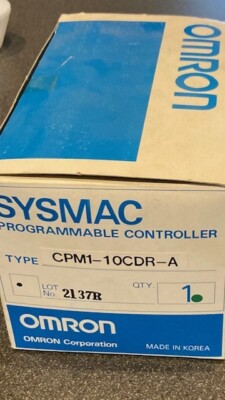 OMRON
SYSMAC
PROGRAMMABLE CONTROLLER
TYPE CPM1-10CDR-A
LOT No. 2137R QTY. 1
OMRON
OMRON Corporation MADE IN KOREA